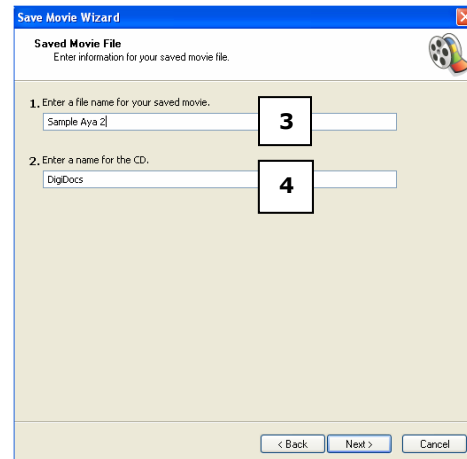 Save Movie Wizard
Saved Movie File
Enter information for your saved movie file.
1. Enter a file name for your saved movie.
Sample Aya 2
3
2. Enter a name for the CD.
DigiDocs
4
< Back
Next >
Cancel